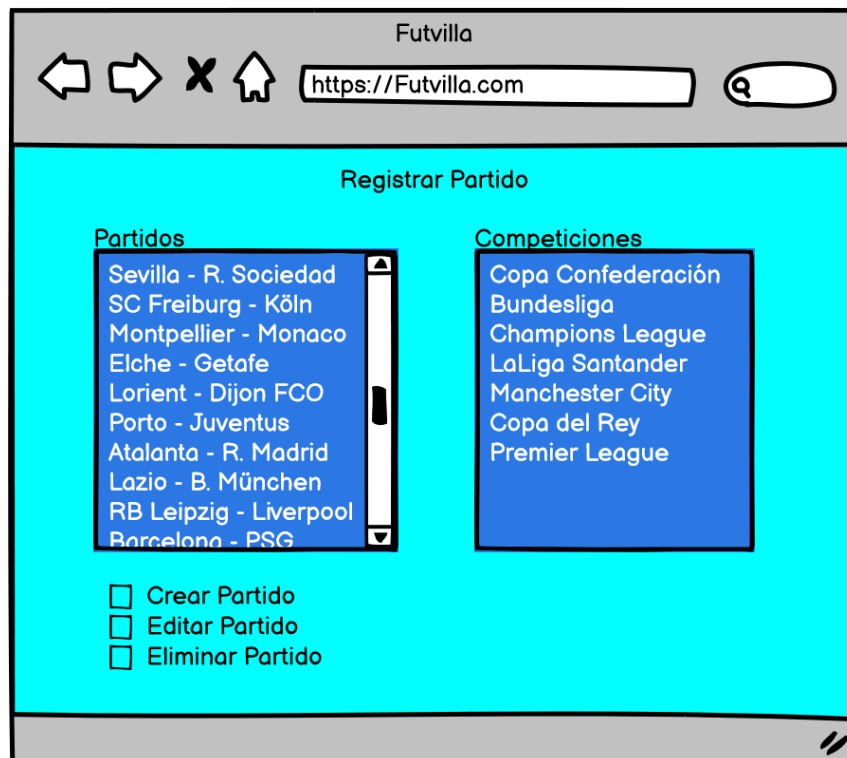 Futvilla
https://Futvilla.com
Registrar Partido
Partidos
Sevilla - R. Sociedad
SC Freiburg - Köln
Montpellier - Monaco
Elche - Getafe
Lorient - Dijon FCO
Porto - Juventus
Atalanta - R. Madrid
Lazio - B. München
RB Leipzig - Liverpool
Barcelona - PSG
Competiciones
Copa Confederación
Bundesliga
Champions League
LaLiga Santander
Manchester City
Copa del Rey
Premier League
Crear Partido
Editar Partido
Eliminar Partido